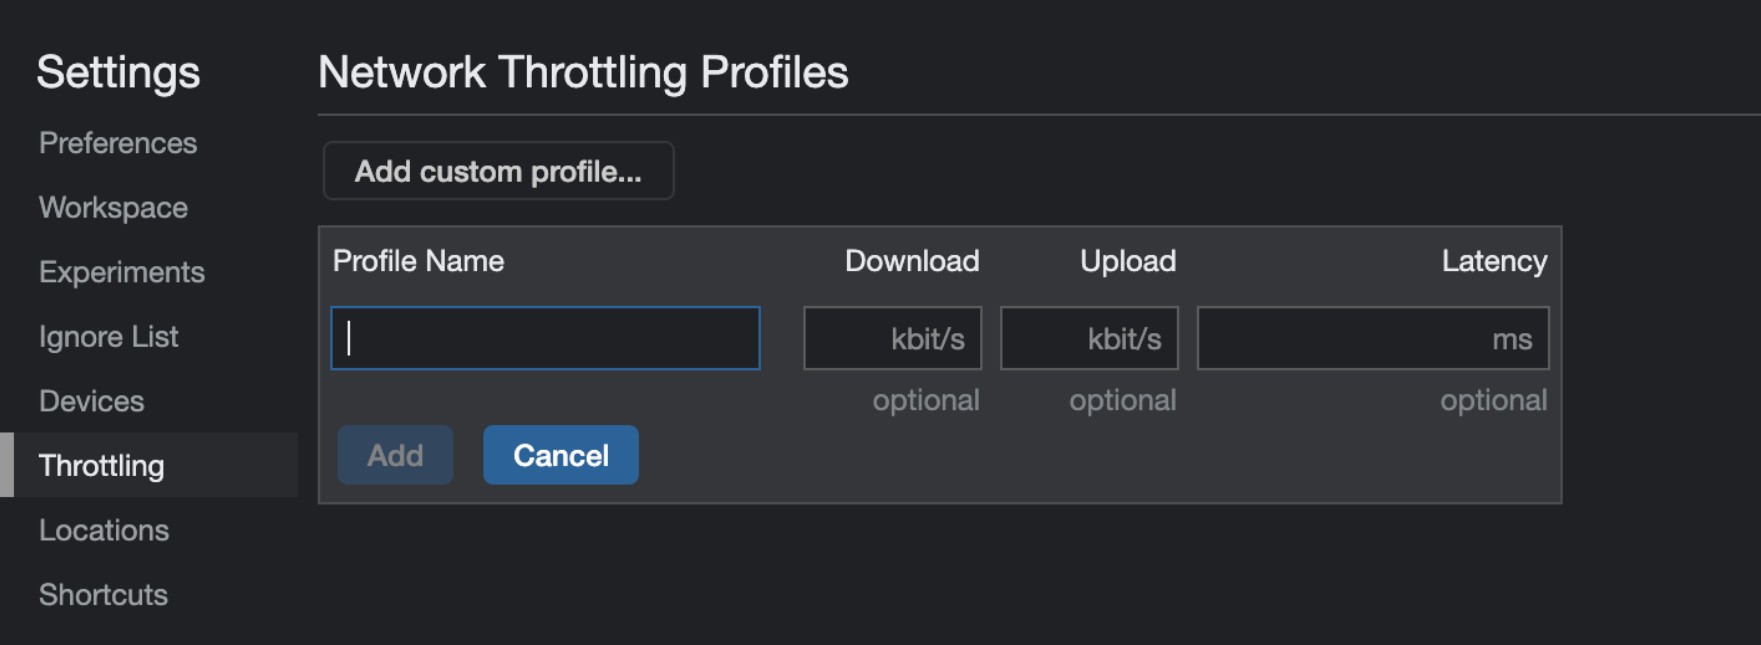 Settings
Preferences
Workspace
Experiments
Ignore List
Devices
Throttling
Locations
Shortcuts
Network Throttling Profiles
Add custom profile...
Profile Name Download Upload Latency
kbit/s kbit/s ms
optional optional optional
Add Cancel